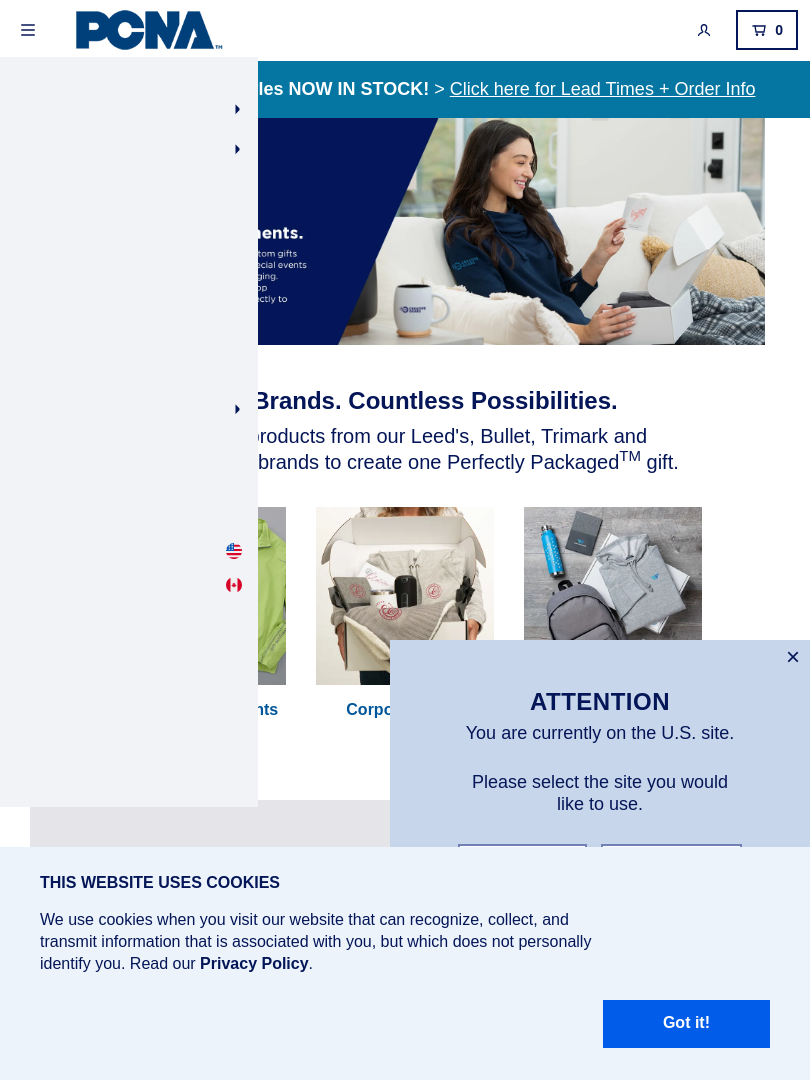 PCNA™
0
les NOW IN STOCK! > Click here for Lead Times + Order Info
nents.
tom gifts
ecial events
ging.
op
ectly to
Brands. Countless Possibilities.
products from our Leed's, Bullet, Trimark and
brands to create one Perfectly Packaged™ gift.
nts
Corpo
ATTENTION
You are currently on the U.S. site.
Please select the site you would
like to use.
THIS WEBSITE USES COOKIES
We use cookies when you visit our website that can recognize, collect, and
transmit information that is associated with you, but which does not personally
identify you. Read our Privacy Policy.
Got it!